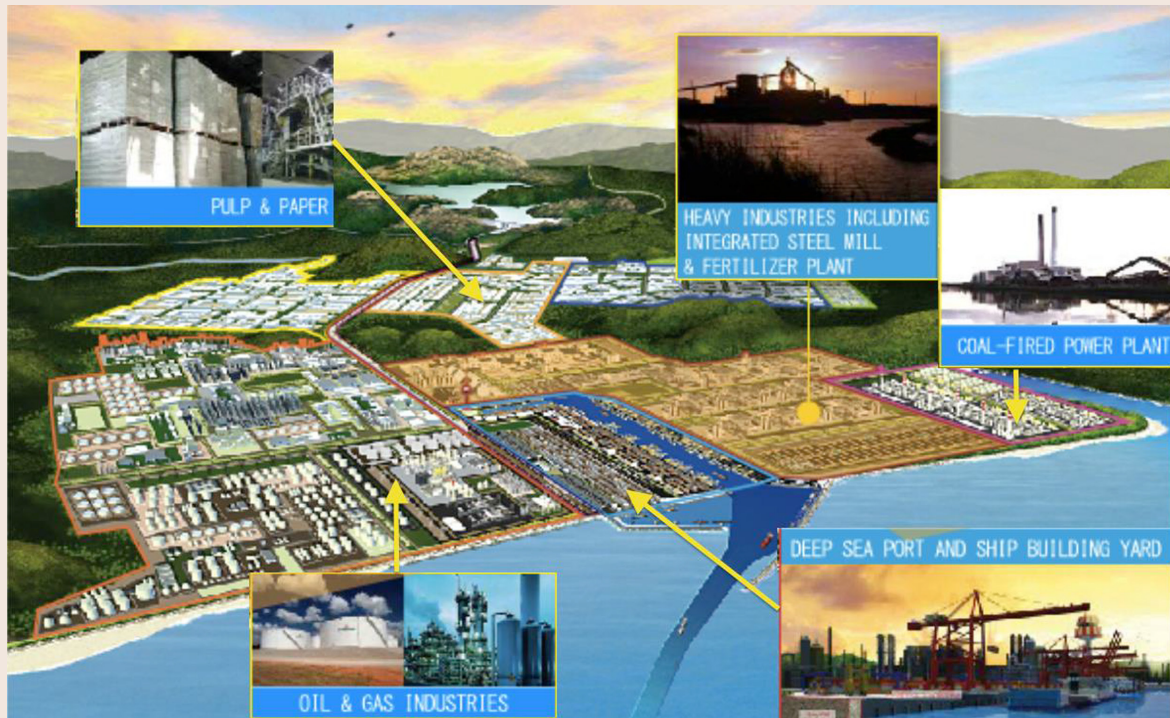 PULP & PAPER
HEAVY INDUSTRIES INCLUDING
INTEGRATED STEEL MILL
& FERTILIZER PLANT
COAL-FIRED POWER PLANT
DEEP SEA PORT AND SHIP BUILDING YARD
OIL & GAS INDUSTRIES